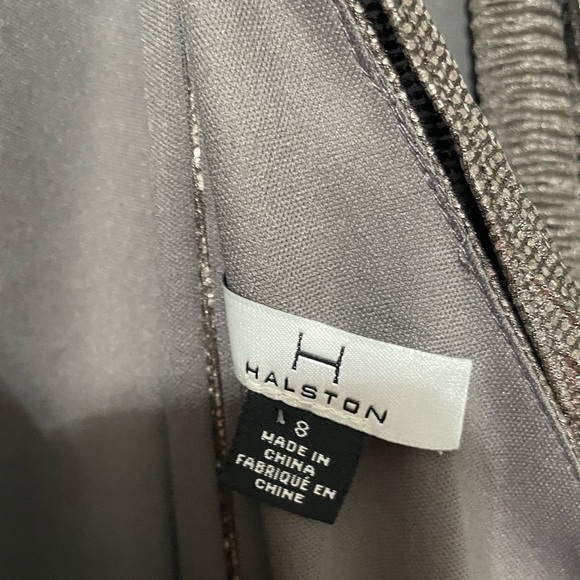 H
HALSTON
8
MADE IN
CHINA
FABRIQUÉ EN
CHINE